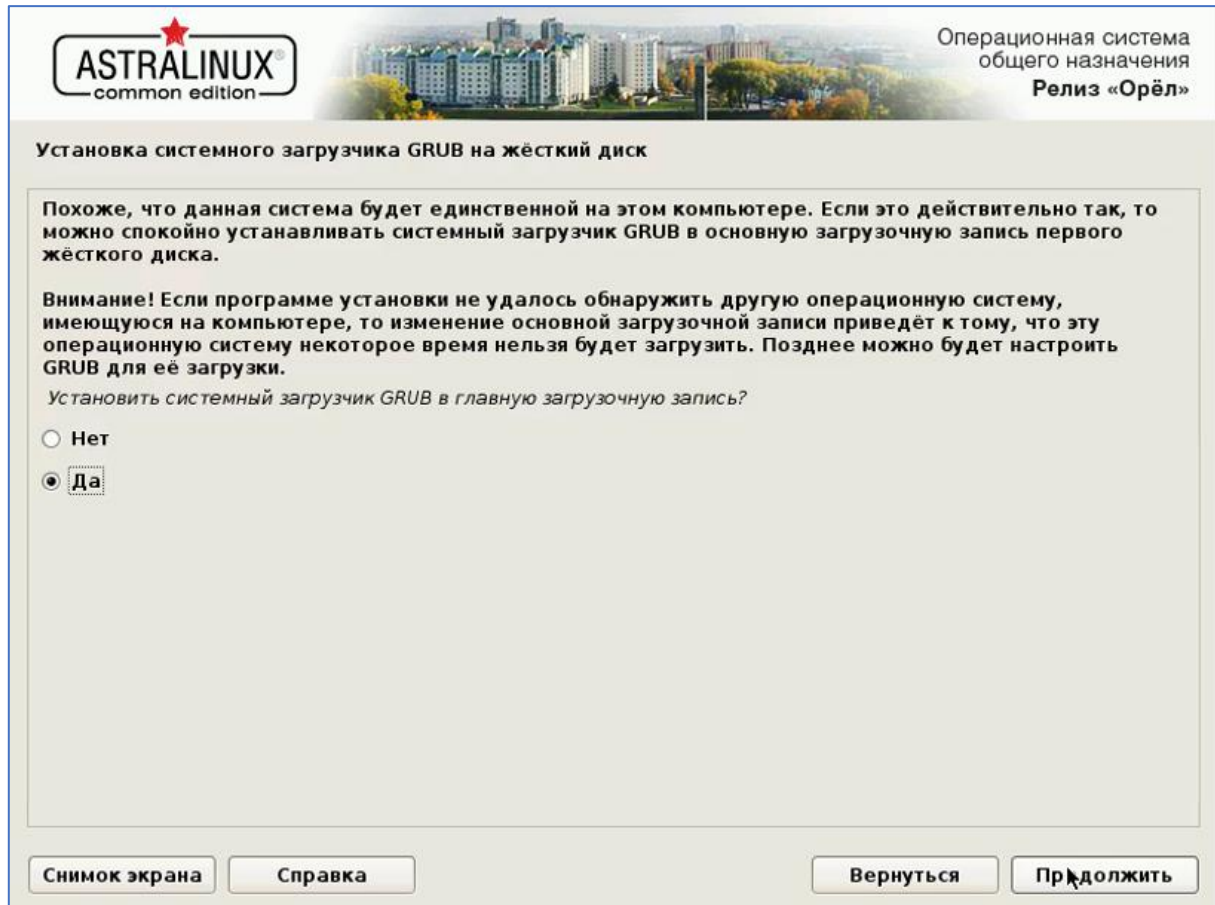 ASTRALINUX®
common edition
Операционная система
общего назначения
Релиз «Орёл»
Установка системного загрузчика GRUB на жёсткий диск
Похоже, что данная система будет единственной на этом компьютере. Если это действительно так, то
можно спокойно устанавливать системный загрузчик GRUB в основную загрузочную запись первого
жёсткого диска.
Внимание! Если программе установки не удалось обнаружить другую операционную систему,
имеющуюся на компьютере, то изменение основной загрузочной записи приведёт к тому, что эту
операционную систему некоторое время нельзя будет загрузить. Позднее можно будет настроить
GRUB для её загрузки.
Установить системный загрузчик GRUB в главную загрузочную запись?
Нет
Да
Снимок экрана
Справка
Вернуться
Продолжить